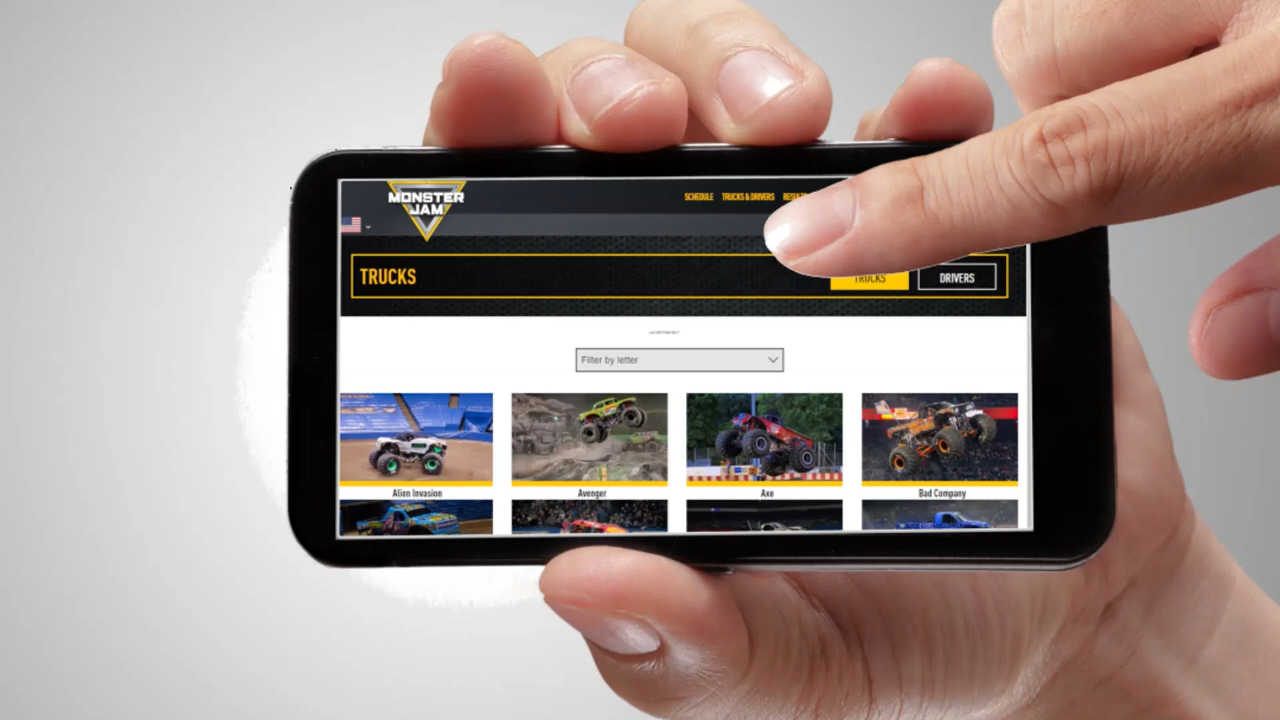 MONSTER
JAM
SCHEDULE TRUCKS & DRIVERS
TRUCKS
TRUCKS DRIVERS
Filter by letter
Alien Invasion
Avenger
Axe
Bad Company